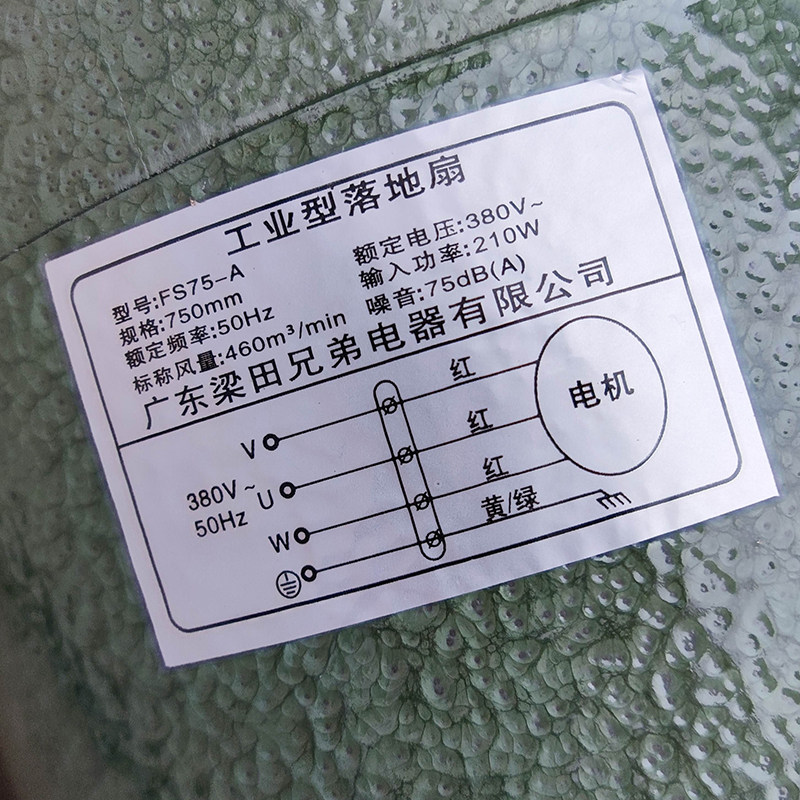 工业型落地扇
型号:FS75-A
额定电压:380V~
规格:750mm
输入功率:210W
额定频率:50Hz
噪音:75dB(A)
标称风量:460m³/min
广东梁田兄弟电器有限公司
V
红
电机
380V~
U
红
50Hz
W
红
黄/绿